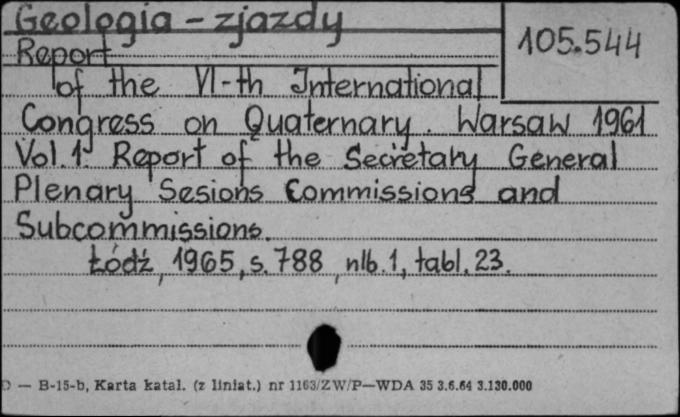 Geologia - zjazdy
105.544
Report
of the VI-th International
Congress on Quaternary. Warsaw 1961
Vol. 1. Report of the Secretary General
Plenary Sesions Commissions and
Subcommissions.
Łódź, 1965, s. 788, nlb. 1, tabl. 23.
D — B-15-b, Karta katal. (z liniat.) nr 1163/ZW/P—WDA 35 3.6.64 3.130.000